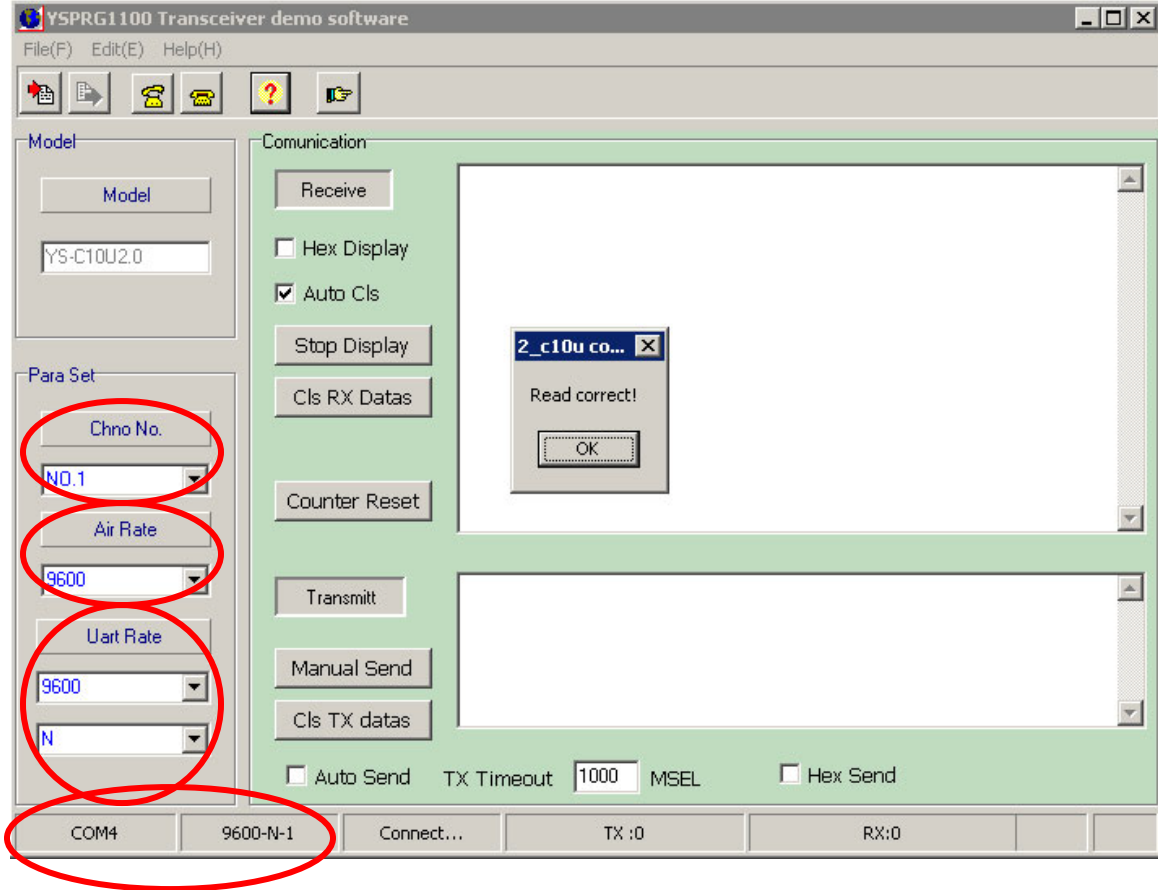 YSPRG1100 Transceiver demo software
File(F) Edit(E) Help(H)
?
Model
Model
YS-C10U2.0
Para Set
Chno No.
NO.1
Air Rate
9600
Uart Rate
9600
N
Comunication
Receive
Hex Display
Auto Cls
Stop Display
Cls RX Datas
Counter Reset
2_c10u co...
Read correct!
OK
Transmitt
Manual Send
Cls TX datas
Auto Send TX Timeout 1000 MSEL Hex Send
COM4 9600-N-1 Connect... TX :0 RX:0